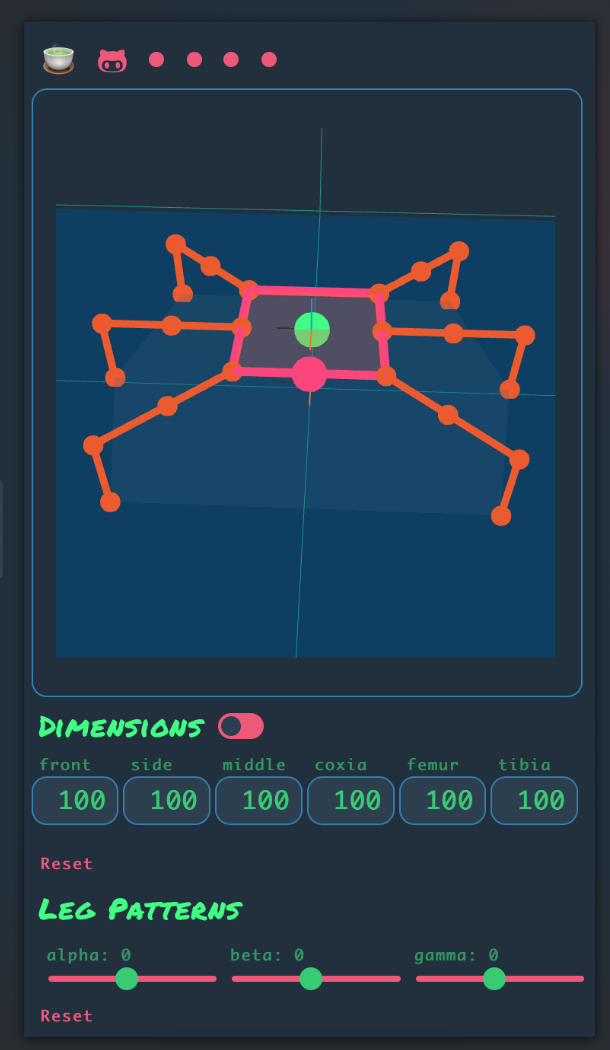 Dimensions
front side middle coxia femur tibia
100 100 100 100 100 100
Reset
Leg Patterns
alpha: 0 beta: 0 gamma: 0
Reset